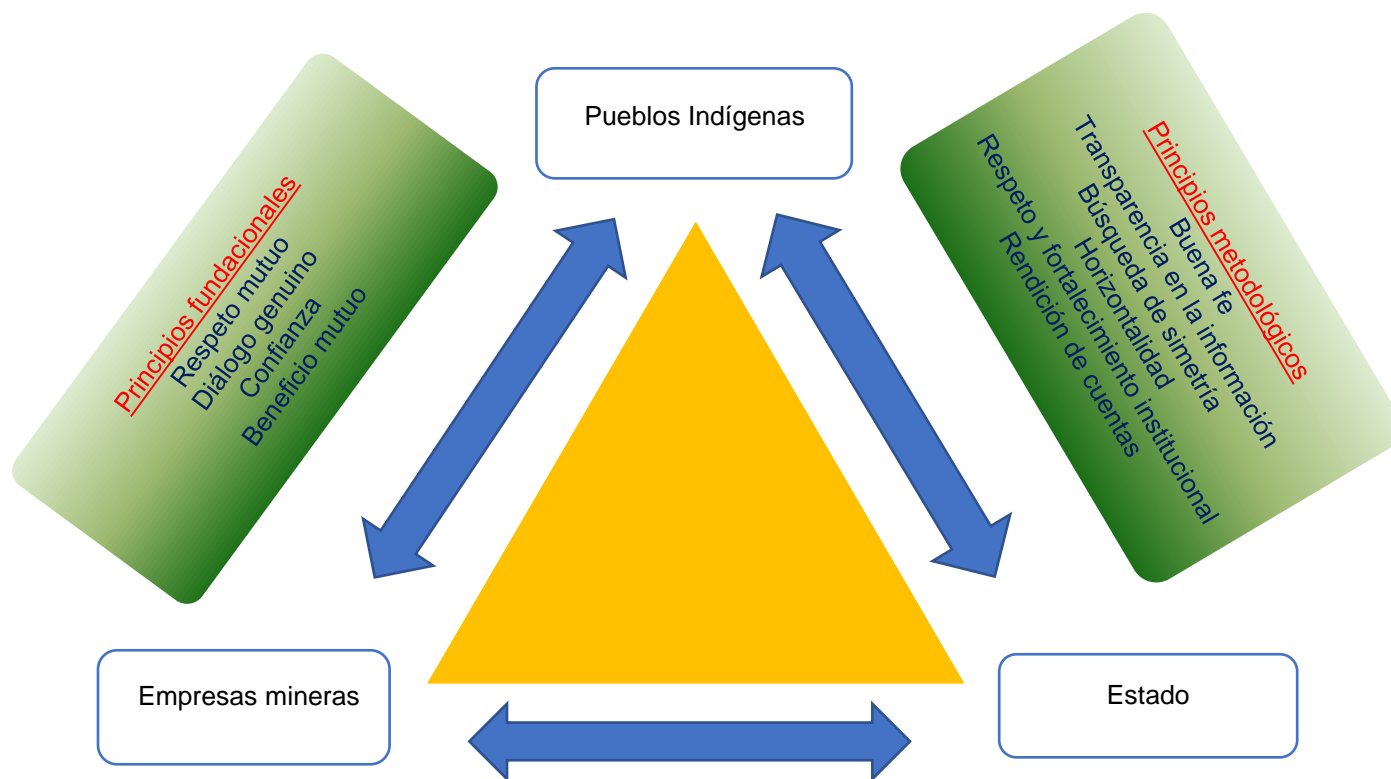 Pueblos Indígenas
Principios fundacionales
Respeto mutuo
Diálogo genuino
Confianza
Beneficio mutuo
Principios metodológicos
Buena fe
Transparencia en la información
Búsqueda de simetría
Horizontalidad
Respeto y fortalecimiento institucional
Rendición de cuentas
Empresas mineras
Estado